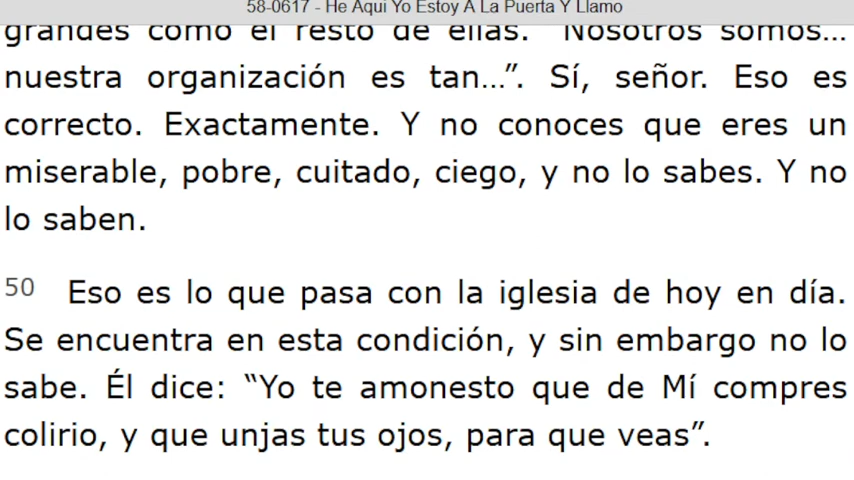 58-0617 - He Aquí Yo Estoy A La Puerta Y Llamo
grandes como el resto de ellas. “Nosotros somos…
nuestra organización es tan…”. Sí, señor. Eso es
correcto. Exactamente. Y no conoces que eres un
miserable, pobre, cuitado, ciego, y no lo sabes. Y no
lo saben.
50 Eso es lo que pasa con la iglesia de hoy en día.
Se encuentra en esta condición, y sin embargo no lo
sabe. Él dice: “Yo te amonesto que de Mí compres
colirio, y que unjas tus ojos, para que veas”.